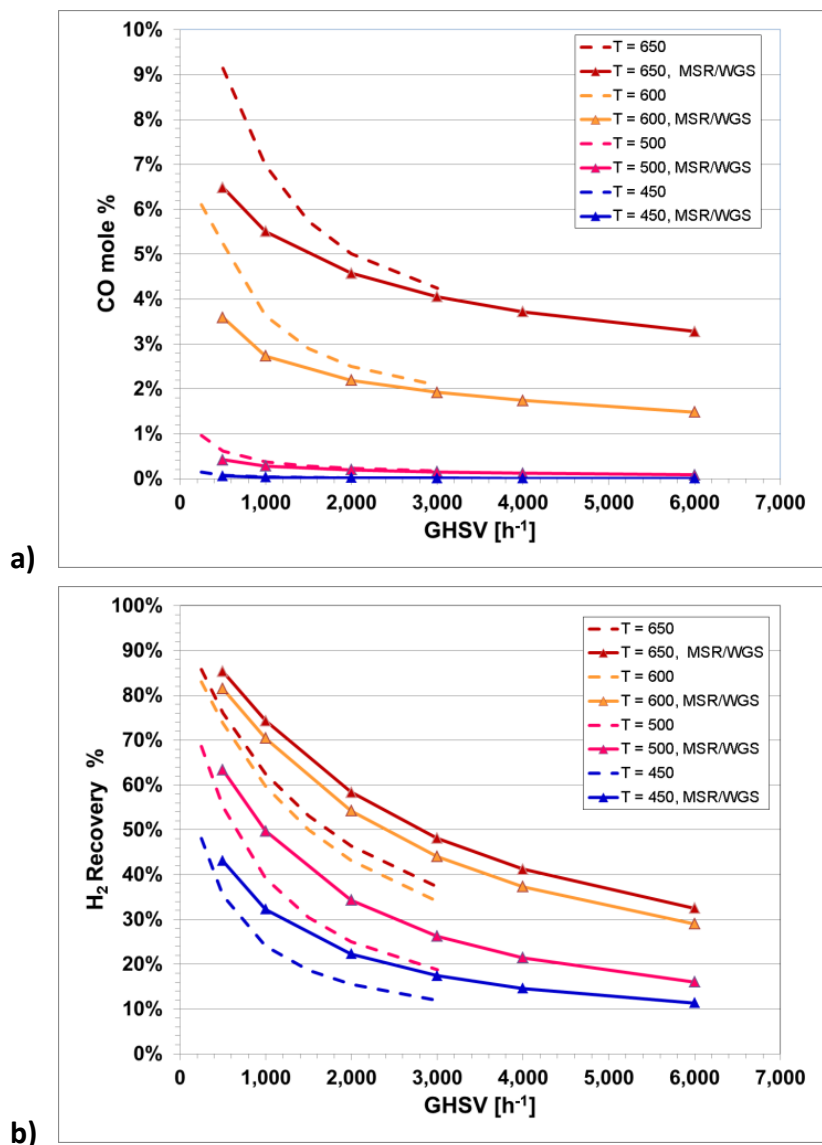 10%
9%
8%
7%
6%
5%
4%
3%
2%
1%
0%
CO mole %
T = 650
T = 650, MSR/WGS
T = 600
T = 600, MSR/WGS
T = 500
T = 500, MSR/WGS
T = 450
T = 450, MSR/WGS
0 1,000 2,000 3,000 4,000 5,000 6,000 7,000
GHSV [h⁻¹]
a)
100%
90%
80%
70%
60%
50%
40%
30%
20%
10%
0%
H₂ Recovery %
T = 650
T = 650, MSR/WGS
T = 600
T = 600, MSR/WGS
T = 500
T = 500, MSR/WGS
T = 450
T = 450, MSR/WGS
0 1,000 2,000 3,000 4,000 5,000 6,000 7,000
GHSV [h⁻¹]
b)